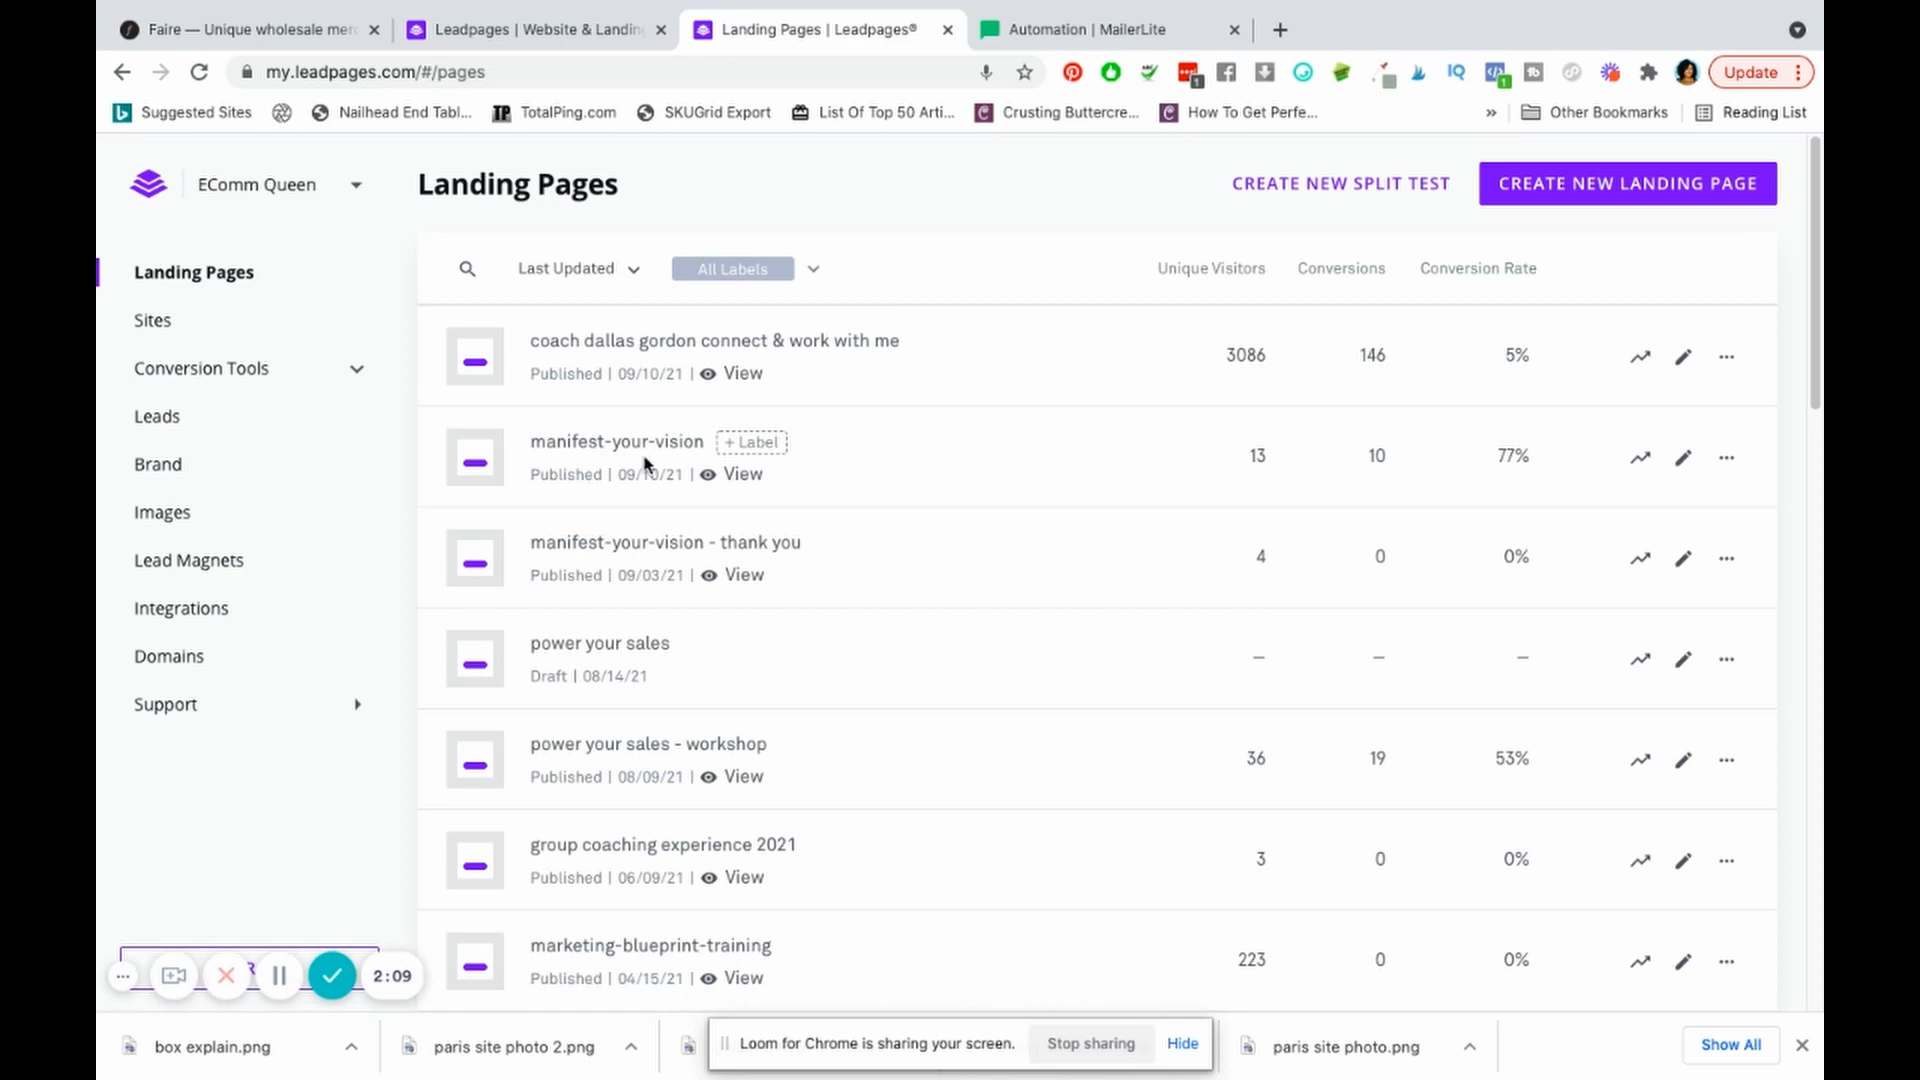 Faire — Unique wholesale mer
Leadpages | Website & Landin
Landing Pages | Leadpages®
Automation | MailerLite
my.leadpages.com/#/pages
Update
Suggested Sites
Nailhead End Tabl...
TotalPing.com
SKUGrid Export
List Of Top 50 Arti...
Crusting Buttercre...
How To Get Perfe...
»
Other Bookmarks
Reading List
EComm Queen
Landing Pages
CREATE NEW SPLIT TEST
CREATE NEW LANDING PAGE
Landing Pages
Sites
Conversion Tools
Leads
Brand
Images
Lead Magnets
Integrations
Domains
Support
Last Updated
All Labels
Unique Visitors
Conversions
Conversion Rate
coach dallas gordon connect & work with me
Published | 09/10/21 | View
3086 146 5%
manifest-your-vision + Label
Published | 09/10/21 | View
13 10 77%
manifest-your-vision - thank you
Published | 09/03/21 | View
4 0 0%
power your sales
Draft | 08/14/21
– – –
power your sales - workshop
Published | 08/09/21 | View
36 19 53%
group coaching experience 2021
Published | 06/09/21 | View
3 0 0%
marketing-blueprint-training
Published | 04/15/21 | View
223 0 0%
2:09
box explain.png
paris site photo 2.png
Loom for Chrome is sharing your screen.
Stop sharing
Hide
paris site photo.png
Show All